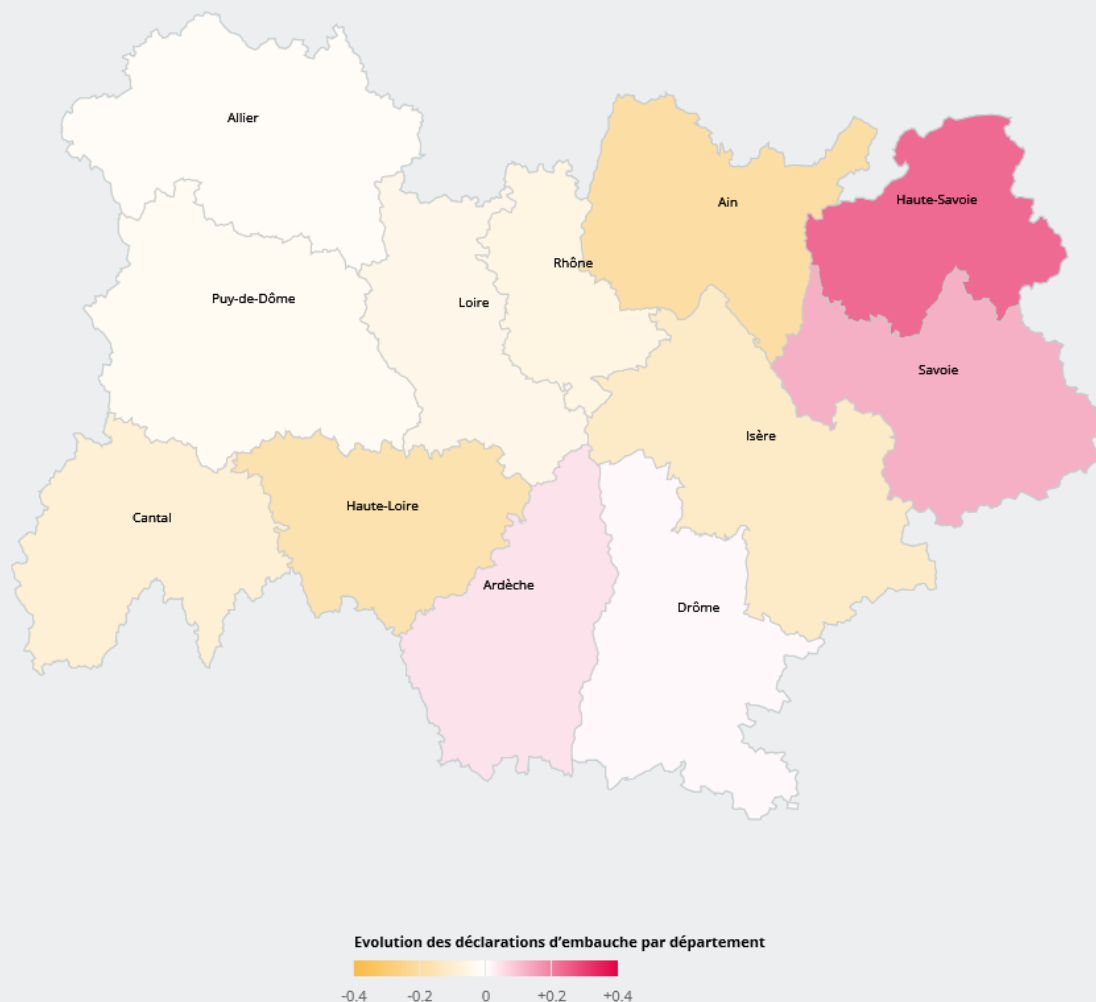 Allier
Ain
Haute-Savoie
Rhône
Puy-de-Dôme
Loire
Savoie
Isère
Haute-Loire
Cantal
Ardèche
Drôme
Evolution des déclarations d’embauche par département
-0.4 -0.2 0 +0.2 +0.4